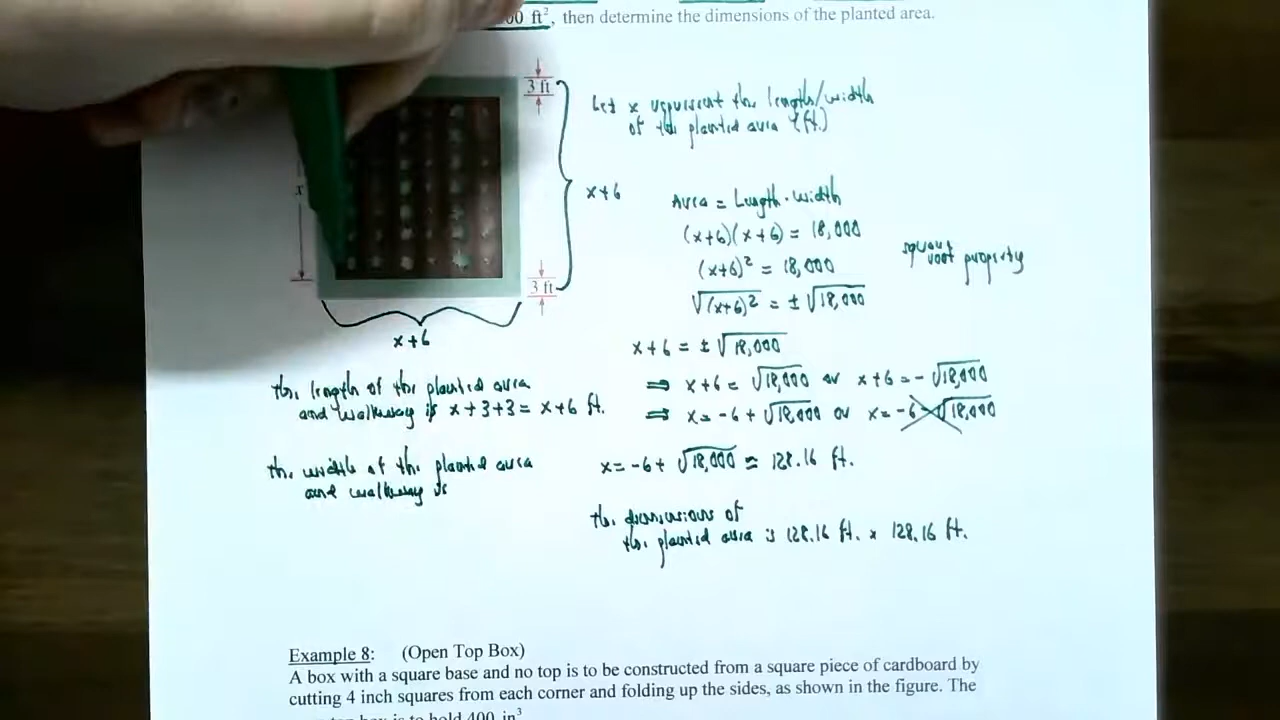 00 ft², then determine the dimensions of the planted area.
3 ft
Let x represent the length/width
of the planted area (ft.)
x
x+6
Area = Length · width
(x+6)(x+6) = 18,000
(x+6)² = 18,000
square root property
√(x+6)² = ± √18,000
3 ft
x+6
x+6 = ± √18,000
⇒ x+6 = √18,000 or x+6 = - √18,000
⇒ x = -6 + √18,000 or x = -6 - √18,000
the length of the planted area
and walkway is x+3+3 = x+6 ft.
the width of the planted area
and walkway is
x = -6 + √18,000 ≈ 128.16 ft.
the dimensions of
the planted area is 128.16 ft. x 128.16 ft.
Example 8: (Open Top Box)
A box with a square base and no top is to be constructed from a square piece of cardboard by
cutting 4 inch squares from each corner and folding up the sides, as shown in the figure. The
box is to hold 400 in³